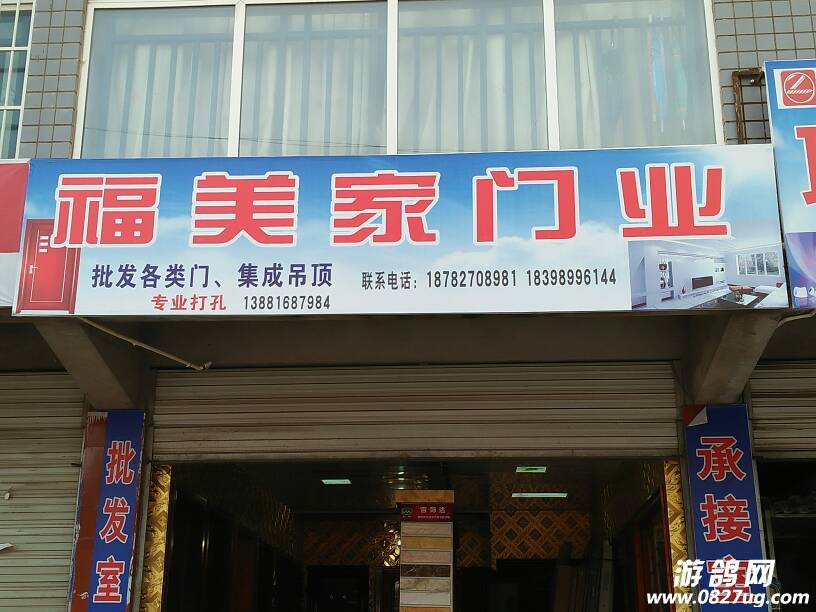 福美家门业
批发各类门、集成吊顶
联系电话：18782708981 18398996144
专业打孔 13881687984
批发室
承接
游鸽网
www.0827ug.com